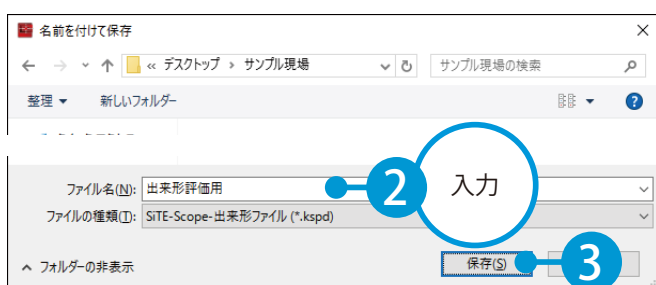 名前を付けて保存
« デスクトップ › サンプル現場
サンプル現場の検索
整理 新しいフォルダー
ファイル名(N): 出来形評価用
2 入力
ファイルの種類(T): SiTE-Scope-出来形ファイル (*.kspd)
フォルダーの非表示
保存(S)
3